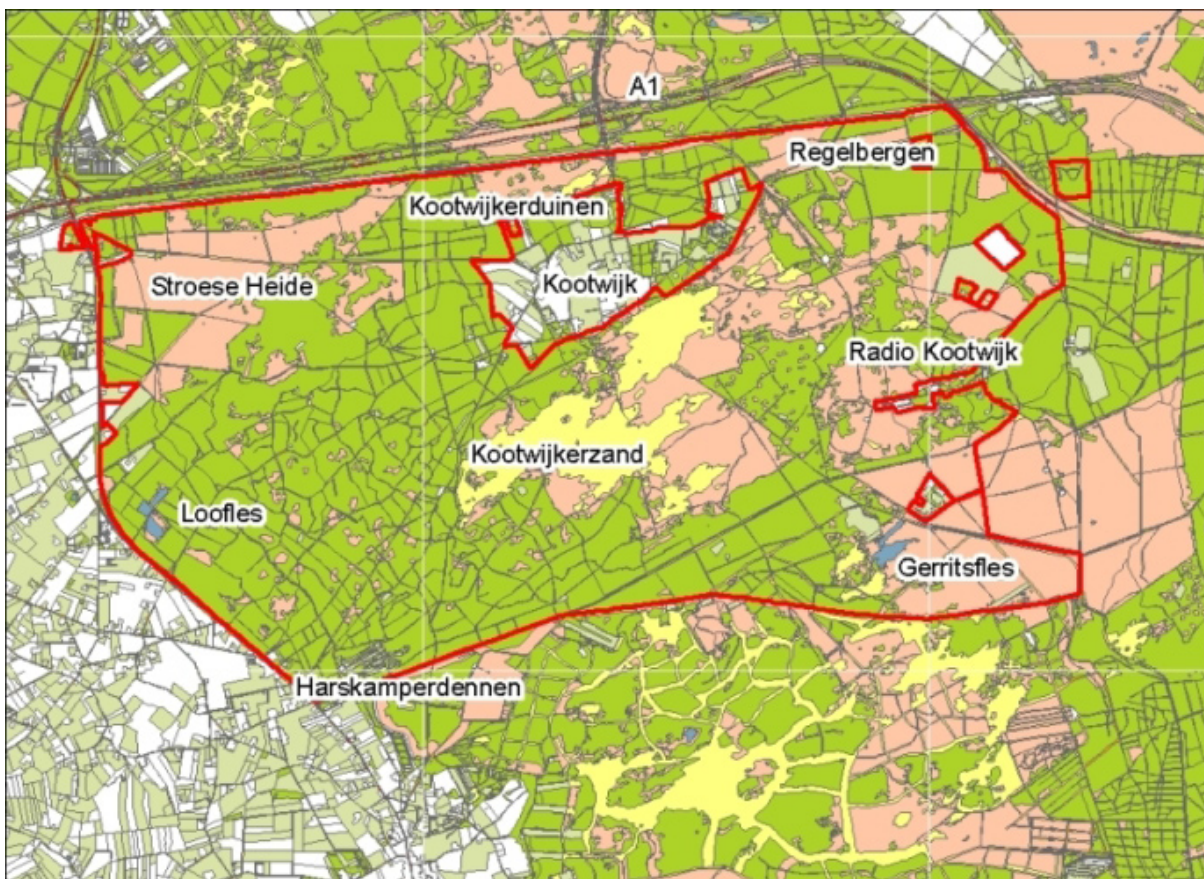 A1
Regelbergen
Kootwijkerduinen
Stroese Heide
Kootwijk
Radio Kootwijk
Kootwijkerzand
Loofles
Gerritsfles
Harskamperdennen